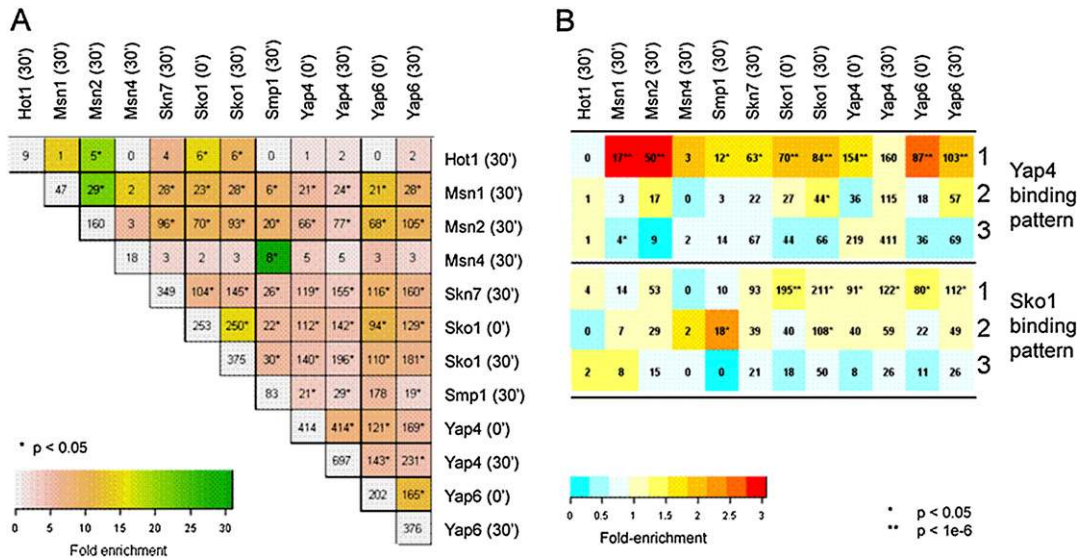 A
Hot1 (30')
Msn1 (30')
Msn2 (30')
Msn4 (30')
Skn7 (30')
Sko1 (0')
Sko1 (30')
Smp1 (30')
Yap4 (0')
Yap4 (30')
Yap6 (0')
Yap6 (30')
9 1 5* 0 4 6* 6* 0 1 2 0 2 Hot1 (30')
47 29* 2 28* 23* 28* 6* 21* 24* 21* 28* Msn1 (30')
160 3 96* 70* 93* 20* 66* 77* 68* 105* Msn2 (30')
18 3 2 3 8* 5 5 3 3 Msn4 (30')
349 104* 145* 26* 119* 155* 116* 160* Skn7 (30')
253 250* 22* 112* 142* 94* 129* Sko1 (0')
375 30* 140* 196* 110* 181* Sko1 (30')
83 21* 29* 178 19* Smp1 (30')
414 414* 121* 169* Yap4 (0')
697 143* 231* Yap4 (30')
202 165* Yap6 (0')
376 Yap6 (30')
* p < 0.05
0 5 10 15 20 25 30
Fold enrichment
B
Hot1 (30')
Msn1 (30')
Msn2 (30')
Msn4 (30')
Smp1 (30')
Skn7 (30')
Sko1 (0')
Sko1 (30')
Yap4 (0')
Yap4 (30')
Yap6 (0')
Yap6 (30')
0 17** 50** 3 12* 63* 70** 84** 154** 160 87** 103** 1
1 3 17 0 3 22 27 44* 36 115 18 57 2
1 4* 9 2 14 67 44 66 219 411 36 69 3
Yap4
binding
pattern
4 14 53 0 10 93 195** 211* 91* 122* 80* 112* 1
0 7 29 2 18* 39 40 108* 40 59 22 49 2
2 8 15 0 0 21 18 50 8 26 11 26 3
Sko1
binding
pattern
0 0.5 1 1.5 2 2.5 3
Fold-enrichment
* p < 0.05
** p < 1e-6